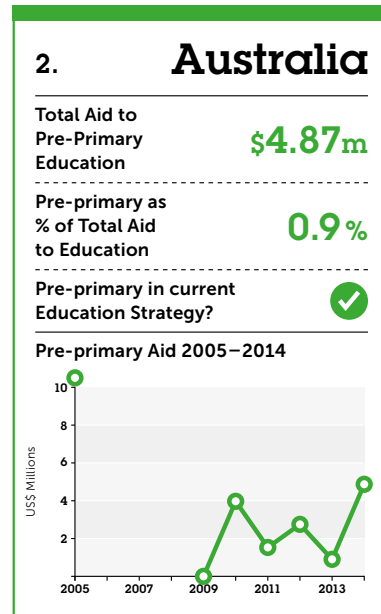 2. Australia
Total Aid to
Pre-Primary
Education
$4.87m
Pre-primary as
% of Total Aid
to Education
0.9%
Pre-primary in current
Education Strategy?
Pre-primary Aid 2005–2014
US$ Millions
10
8
6
4
2
2005 2007 2009 2011 2013